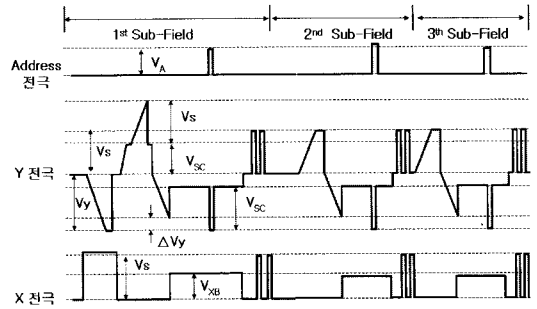 1st Sub-Field
2nd Sub-Field
3th Sub-Field
Address
전극
VA
Vs
Vs
VSC
Y 전극
Vy
VSC
△Vy
Vs
VXB
X 전극